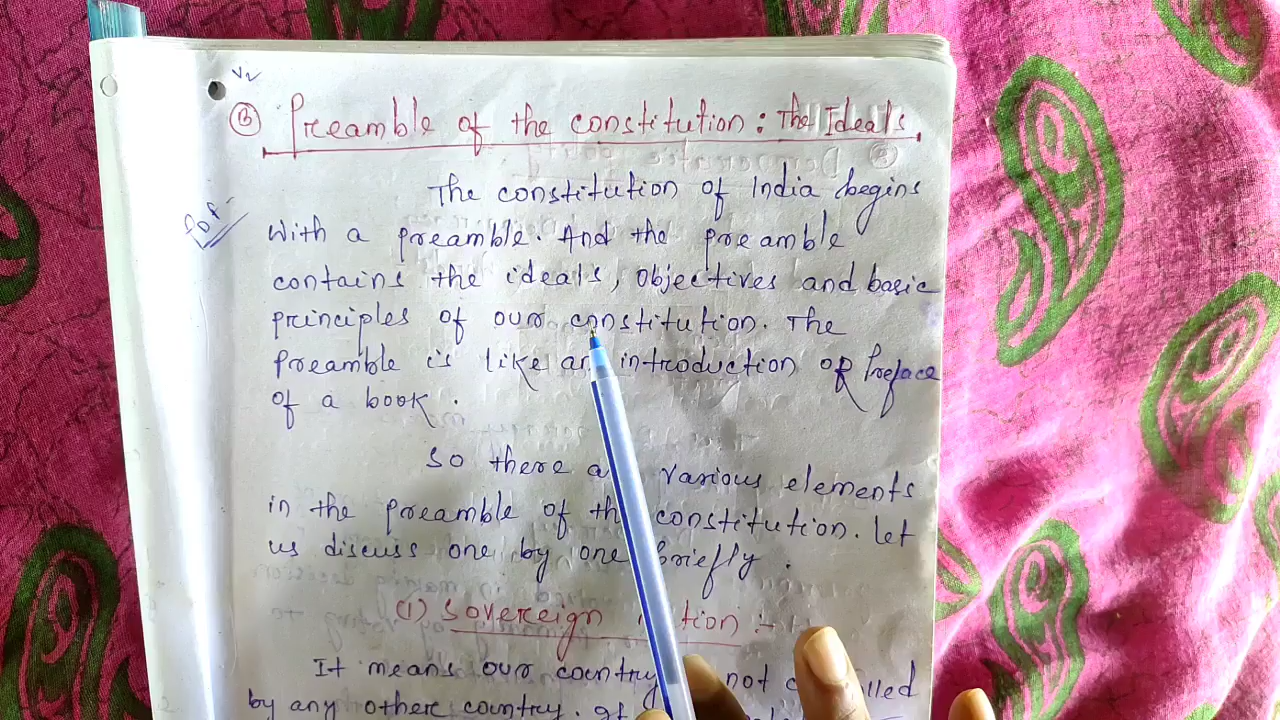 V2
B Preamble of the constitution : The Ideals
The constitution of India begins
Def.
with a preamble. And the preamble
contains the ideals, objectives and basic
principles of our constitution. The
preamble is like an introduction or Preface
of a book.
So there various elements
in the preamble of the constitution. let
us discuss one by one briefly.
(1) Sovereign :-
It means our country not
by any other country.